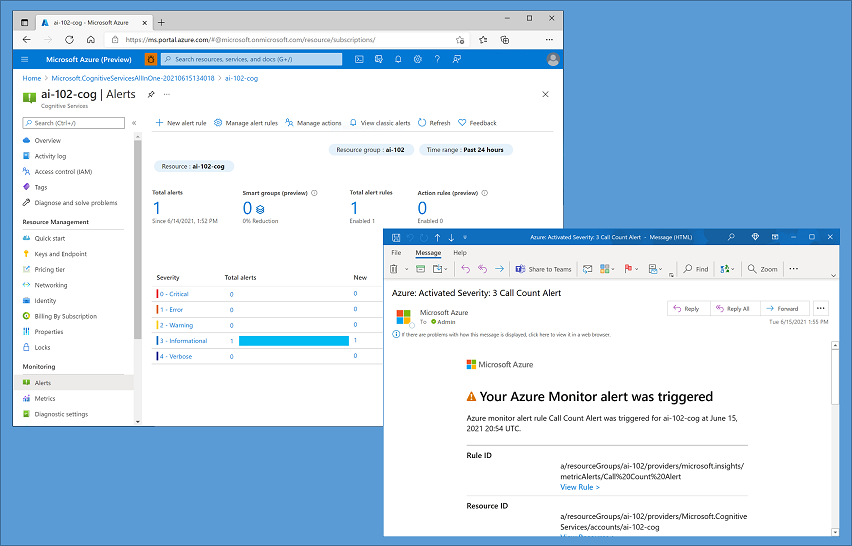 ai-102-cog - Microsoft Azure
https://ms.portal.azure.com/#@microsoft.onmicrosoft.com/resource/subscriptions/
Microsoft Azure (Preview)
Search resources, services, and docs (G+/)
Home > Microsoft.CognitiveServicesAllInOne-20210615134018 > ai-102-cog
ai-102-cog | Alerts
Cognitive Services
Search (Ctrl+/)
Overview
Activity log
Access control (IAM)
Tags
Diagnose and solve problems
Resource Management
Quick start
Keys and Endpoint
Pricing tier
Networking
Identity
Billing By Subscription
Properties
Locks
Monitoring
Alerts
Metrics
Diagnostic settings
New alert rule Manage alert rules Manage actions View classic alerts Refresh Feedback
Resource group : ai-102 Time range : Past 24 hours
Resource : ai-102-cog
Total alerts Smart groups (preview) Total alert rules Action rules (preview)
1 0 1 0
Since 6/14/2021, 1:52 PM 0% Reduction Enabled 1 Enabled 0
Severity Total alerts New
0 - Critical 0 0
1 - Error 0 0
2 - Warning 0 0
3 - Informational 1 1
4 - Verbose 0 0
Azure: Activated Severity: 3 Call Count Alert - Message (HTML)
File Message Help
Share to Teams Find Zoom
Azure: Activated Severity: 3 Call Count Alert
Microsoft Azure
To Admin
Reply Reply All Forward
Tue 6/15/2021 1:55 PM
If there are problems with how this message is displayed, click here to view it in a web browser.
Microsoft Azure
Your Azure Monitor alert was triggered
Azure monitor alert rule Call Count Alert was triggered for ai-102-cog at June 15,
2021 20:54 UTC.
Rule ID
a/resourceGroups/ai-102/providers/microsoft.insights/
metricAlerts/Call%20Count%20Alert
View Rule >
Resource ID
a/resourceGroups/ai-102/providers/Microsoft.Cognitive
Services/accounts/ai-102-cog